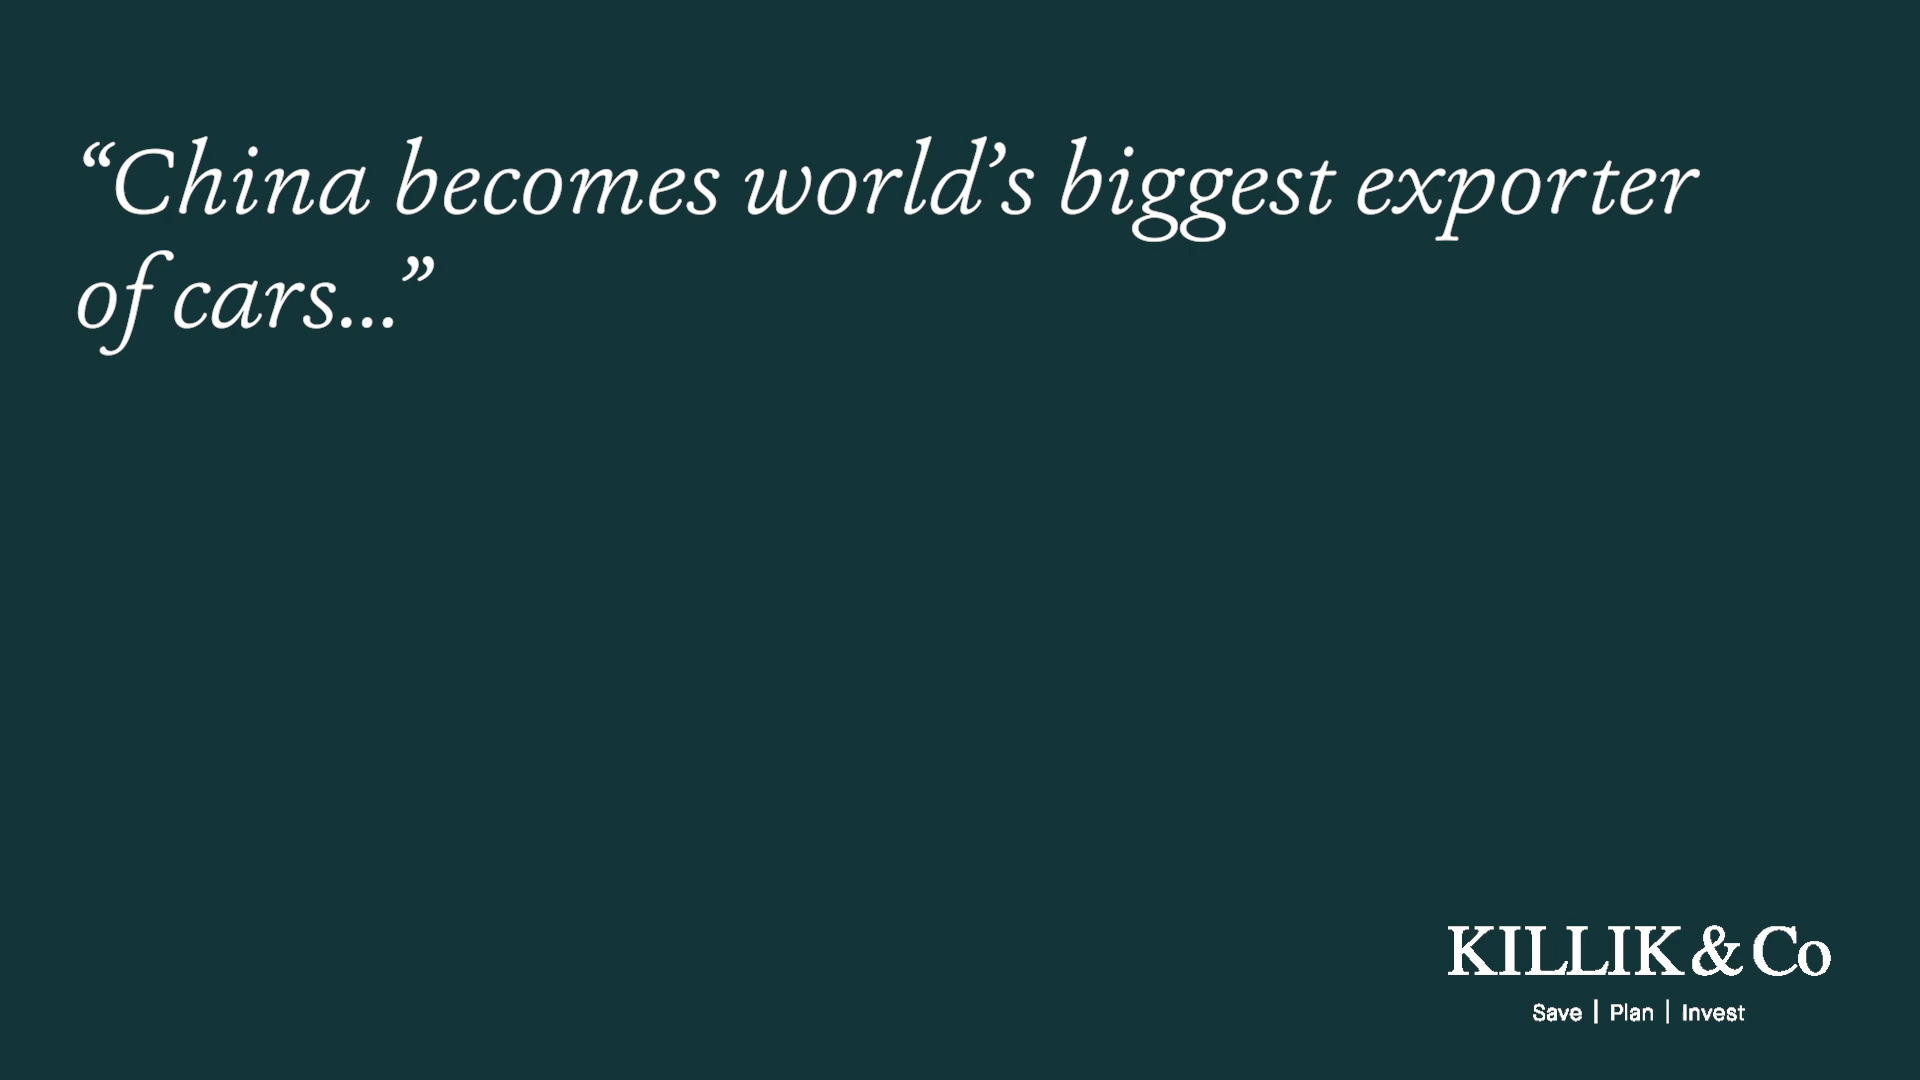 “China becomes world’s biggest exporter
of cars...”
KILLIK & Co
Save | Plan | Invest